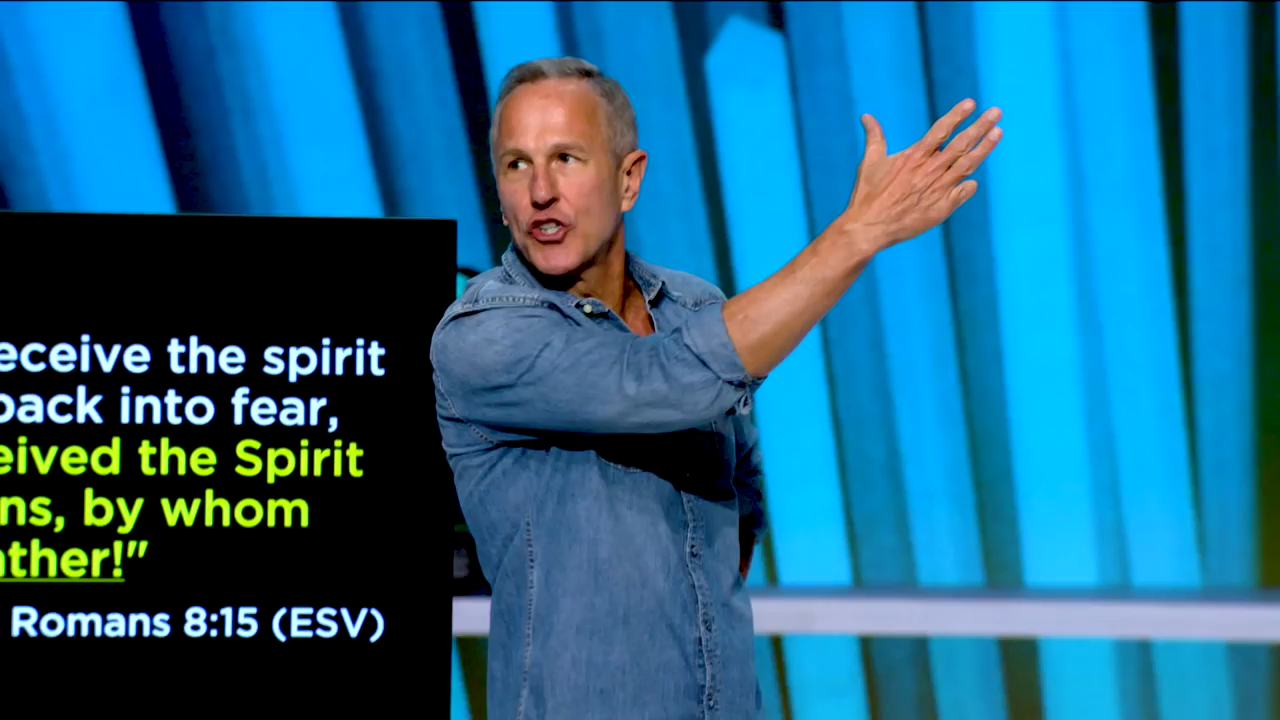 eceive the spirit
back into fear,
eived the Spirit
ns, by whom
ather!"
Romans 8:15 (ESV)